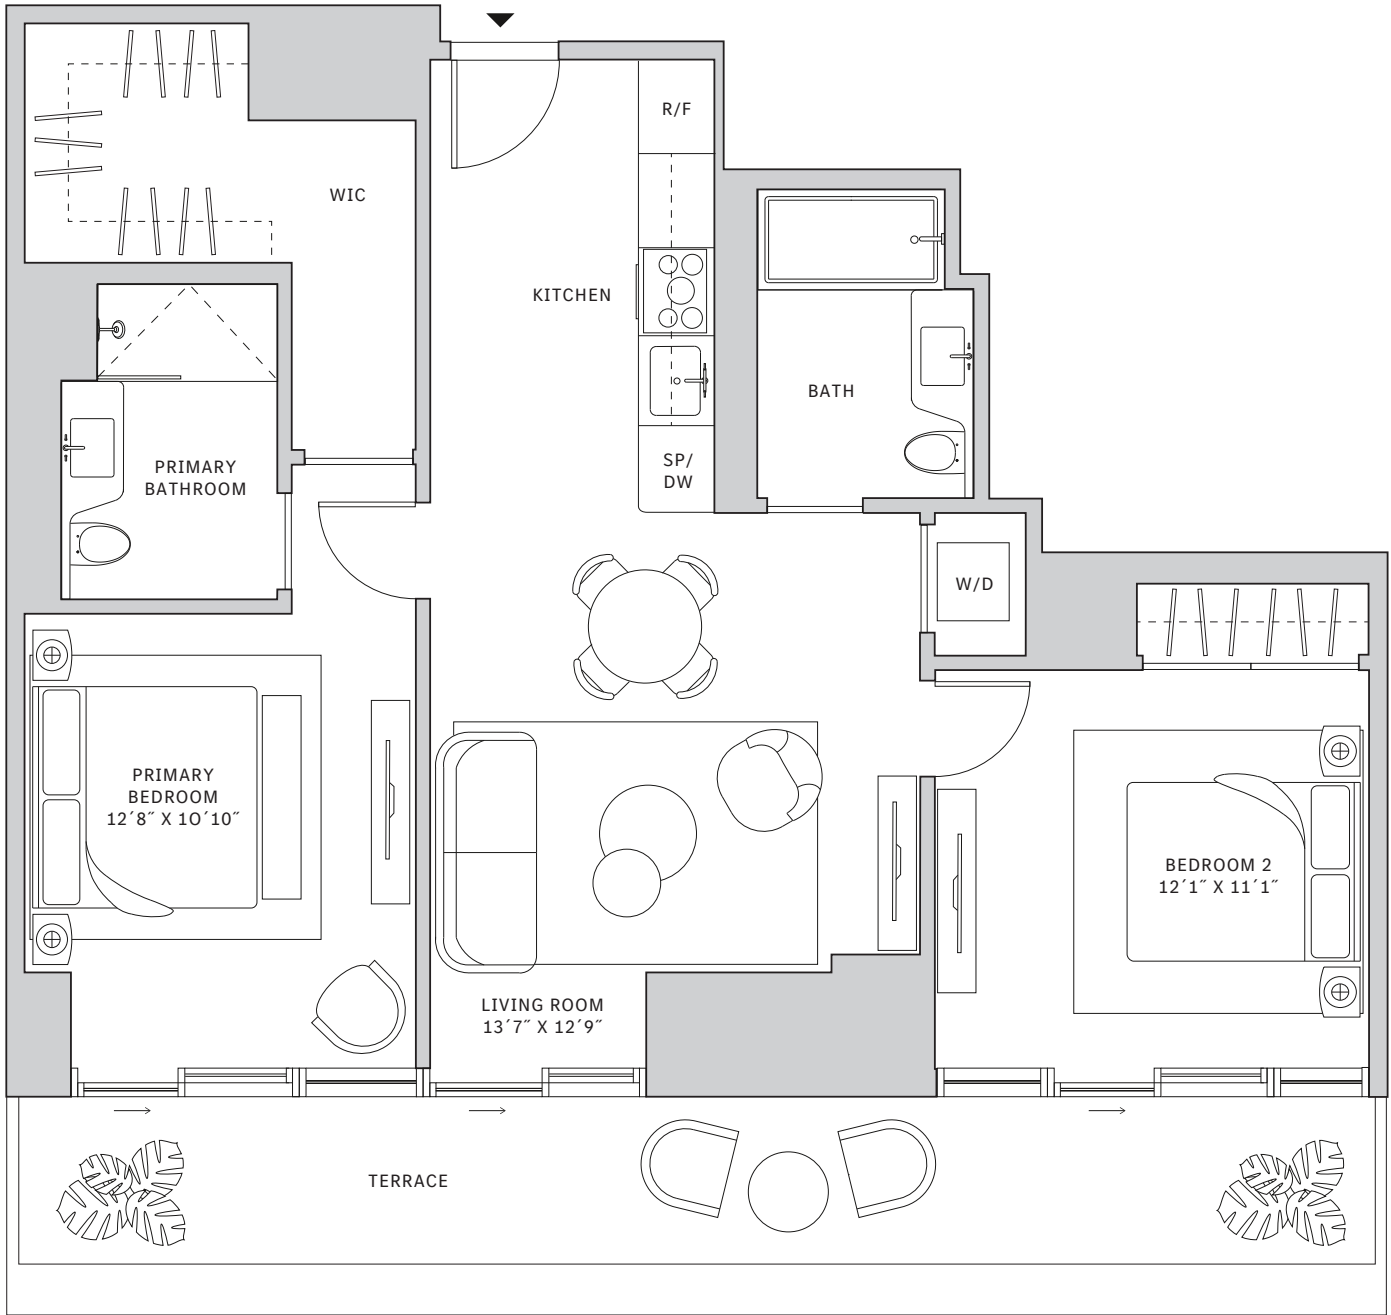 R/F
WIC
KITCHEN
BATH
PRIMARY
BATHROOM
SP/
DW
W/D
PRIMARY
BEDROOM
12´8˝ X 1O´10˝
BEDROOM 2
12´1˝ X 11´1˝
LIVING ROOM
13´7˝ X 12´9˝
TERRACE